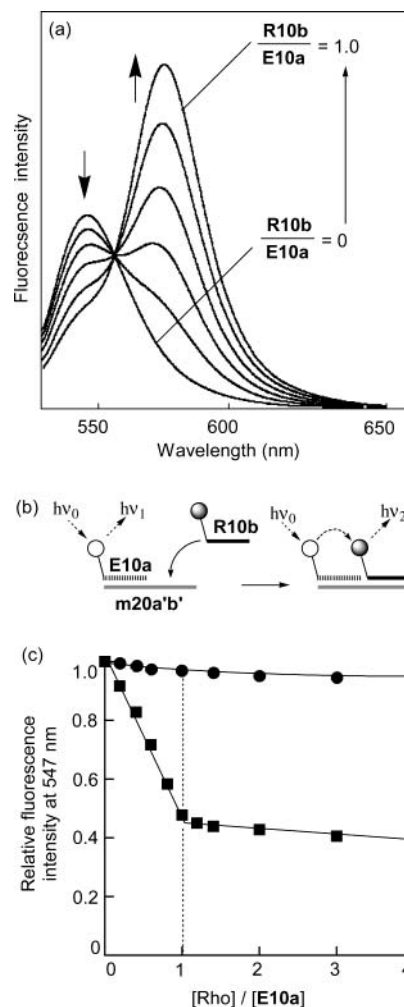 (a)
R10b
E10a
= 1.0
R10b
E10a
= 0
Fluorecsence intensity
550
600
650
Wavelength (nm)
(b)
hν0
hν1
R10b
E10a
m20a'b'
hν0
hν2
(c)
1.0
0.8
0.6
0.4
0.2
0
Relative fluorescence
intensity at 547 nm
0
1
2
3
4
[Rho] / [E10a]